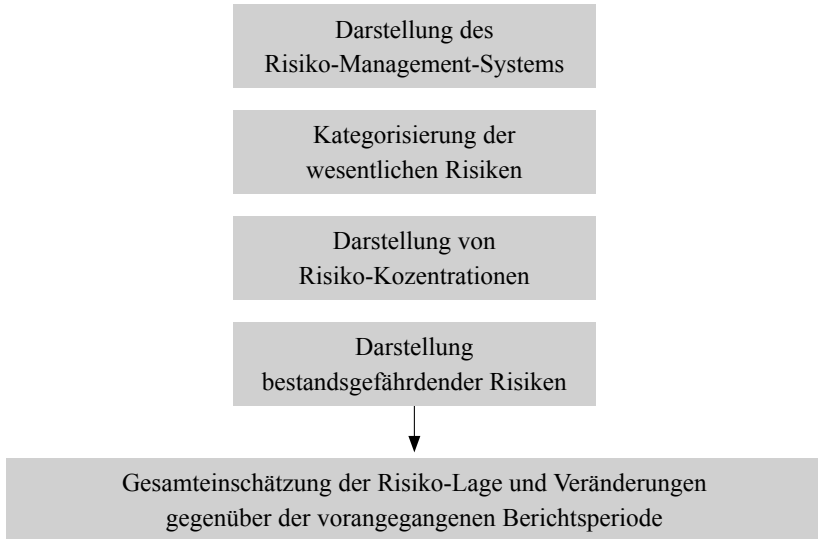 Darstellung des
Risiko-Management-Systems
Kategorisierung der
wesentlichen Risiken
Darstellung von
Risiko-Kozentrationen
Darstellung
bestandsgefährdender Risiken
Gesamteinschätzung der Risiko-Lage und Veränderungen
gegenüber der vorangegangenen Berichtsperiode